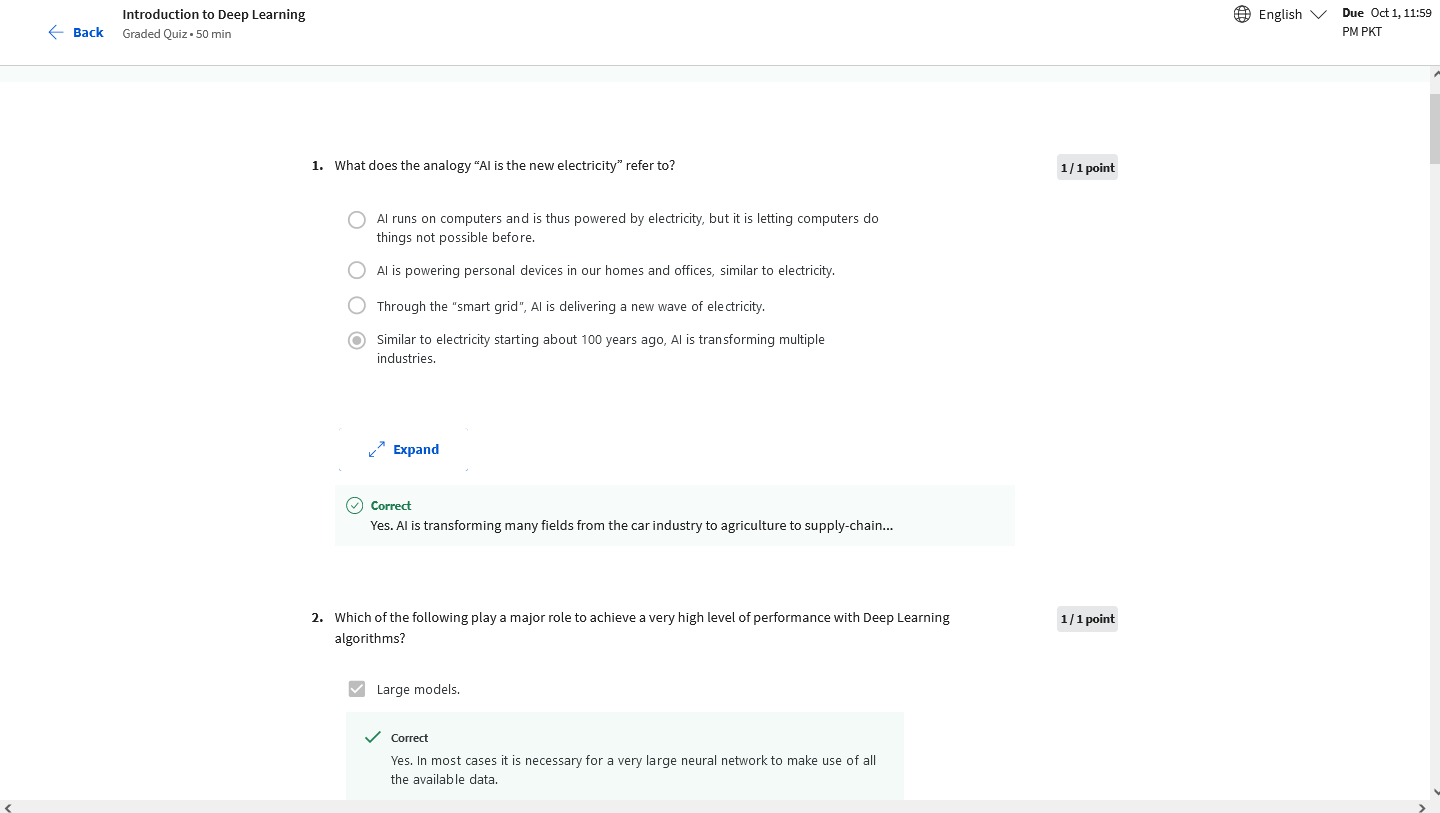 Introduction to Deep Learning
Back
Graded Quiz • 50 min
English
Due Oct 1, 11:59
PM PKT
1. What does the analogy “AI is the new electricity” refer to?
1 / 1 point
AI runs on computers and is thus powered by electricity, but it is letting computers do
things not possible before.
AI is powering personal devices in our homes and offices, similar to electricity.
Through the “smart grid”, AI is delivering a new wave of electricity.
Similar to electricity starting about 100 years ago, AI is transforming multiple
industries.
Expand
Correct
Yes. AI is transforming many fields from the car industry to agriculture to supply-chain...
2. Which of the following play a major role to achieve a very high level of performance with Deep Learning
algorithms?
1 / 1 point
Large models.
Correct
Yes. In most cases it is necessary for a very large neural network to make use of all
the available data.